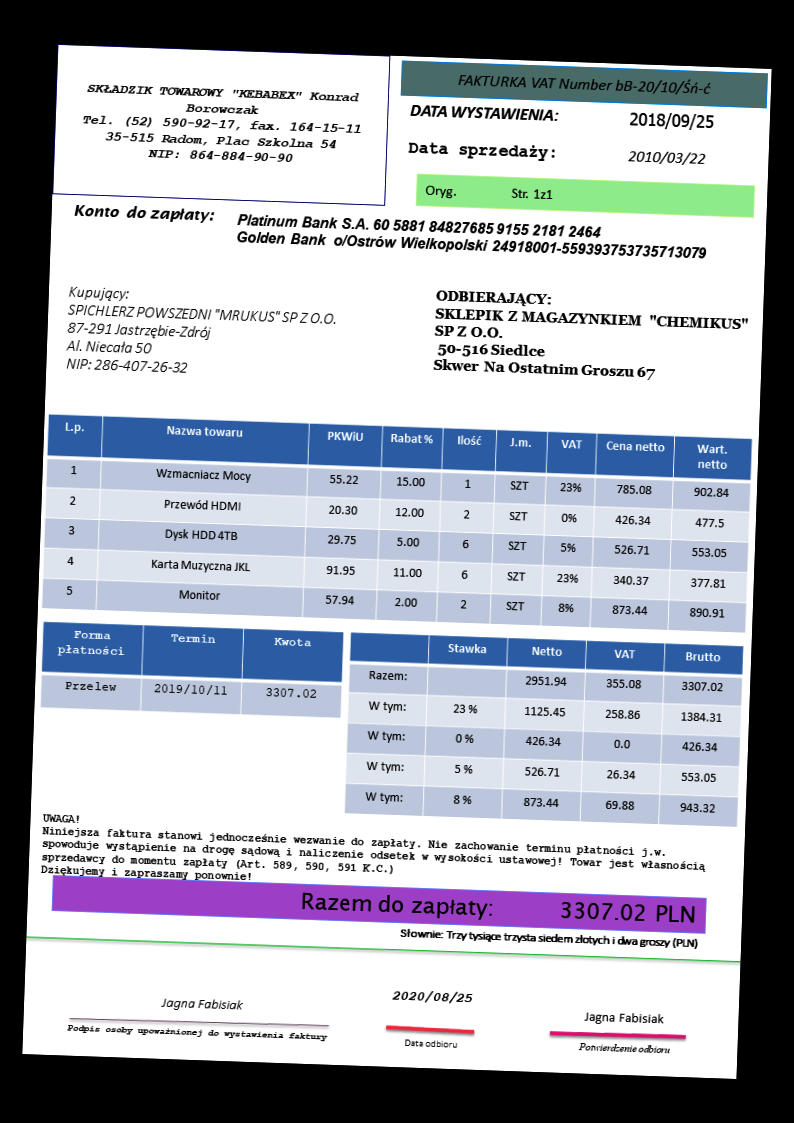 SKŁADZIK TOWAROWY "KEBABEX" Konrad
Borowczak
Tel. (52) 590-92-17, fax. 164-15-11
35-515 Radom, Plac Szkolna 54
NIP: 864-884-90-90
FAKTURKA VAT Number bB-20/10/Śń-ć
DATA WYSTAWIENIA: 2018/09/25
Data sprzedaży: 2010/03/22
Oryg. Str. 1z1
Konto do zapłaty: Platinum Bank S.A. 60 5881 84827685 9155 2181 2464
Golden Bank o/Ostrów Wielkopolski 24918001-559393753735713079
Kupujący:
SPICHLERZ POWSZEDNI "MRUKUS" SP Z O.O.
87-291 Jastrzębie-Zdrój
Al. Niecała 50
NIP: 286-407-26-32
ODBIERAJĄCY:
SKLEPIK Z MAGAZYNKIEM "CHEMIKUS"
SP Z O.O.
50-516 Siedlce
Skwer Na Ostatnim Groszu 67
L.p. Nazwa towaru PKWiU Rabat % Ilość J.m. VAT Cena netto Wart. netto
1 Wzmacniacz Mocy 55.22 15.00 1 SZT 23% 785.08 902.84
2 Przewód HDMI 20.30 12.00 2 SZT 0% 426.34 477.5
3 Dysk HDD 4TB 29.75 5.00 6 SZT 5% 526.71 553.05
4 Karta Muzyczna JKL 91.95 11.00 6 SZT 23% 340.37 377.81
5 Monitor 57.94 2.00 2 SZT 8% 873.44 890.91
Forma płatności Termin Kwota
Przelew 2019/10/11 3307.02
Stawka Netto VAT Brutto
Razem: 2951.94 355.08 3307.02
W tym: 23 % 1125.45 258.86 1384.31
W tym: 0 % 426.34 0.0 426.34
W tym: 5 % 526.71 26.34 553.05
W tym: 8 % 873.44 69.88 943.32
UWAGA!
Niniejsza faktura stanowi jednocześnie wezwanie do zapłaty. Nie zachowanie terminu płatności j.w.
spowoduje wystąpienie na drogę sądową i naliczenie odsetek w wysokości ustawowej! Towar jest własnością
sprzedawcy do momentu zapłaty (Art. 589, 590, 591 K.C.)
Dziękujemy i zapraszamy ponownie!
Razem do zapłaty: 3307.02 PLN
Słownie: Trzy tysiące trzysta siedem złotych i dwa groszy (PLN)
Jagna Fabisiak
Podpis osoby upoważnionej do wystawienia faktury
2020/08/25
Data odbioru
Jagna Fabisiak
Potwierdzenie odbioru